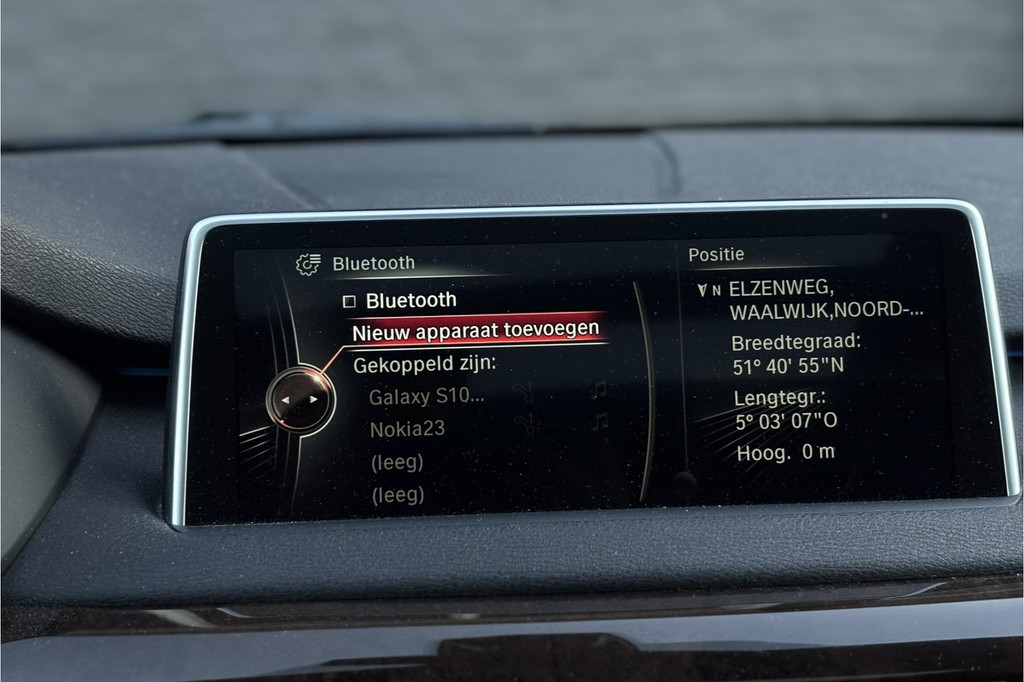 Bluetooth
Bluetooth
Nieuw apparaat toevoegen
Gekoppeld zijn:
Galaxy S10...
Nokia23
(leeg)
(leeg)
Positie
N ELZENWEG,
WAALWIJK,NOORD-...
Breedtegraad:
51° 40' 55"N
Lengtegr.:
5° 03' 07"O
Hoog. 0 m